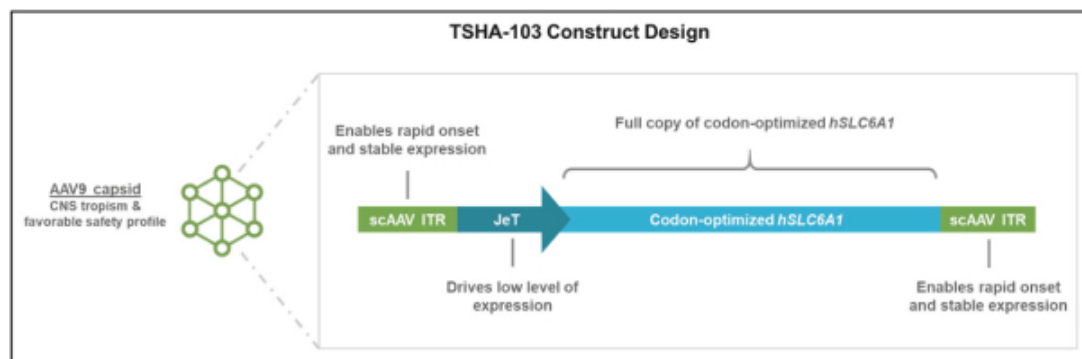 TSHA-103 Construct Design
Enables rapid onset
and stable expression
Full copy of codon-optimized hSLC6A1
AAV9 capsid
CNS tropism &
favorable safety profile
scAAV ITR
JeT
Codon-optimized hSLC6A1
scAAV ITR
Drives low level of
expression
Enables rapid onset
and stable expression